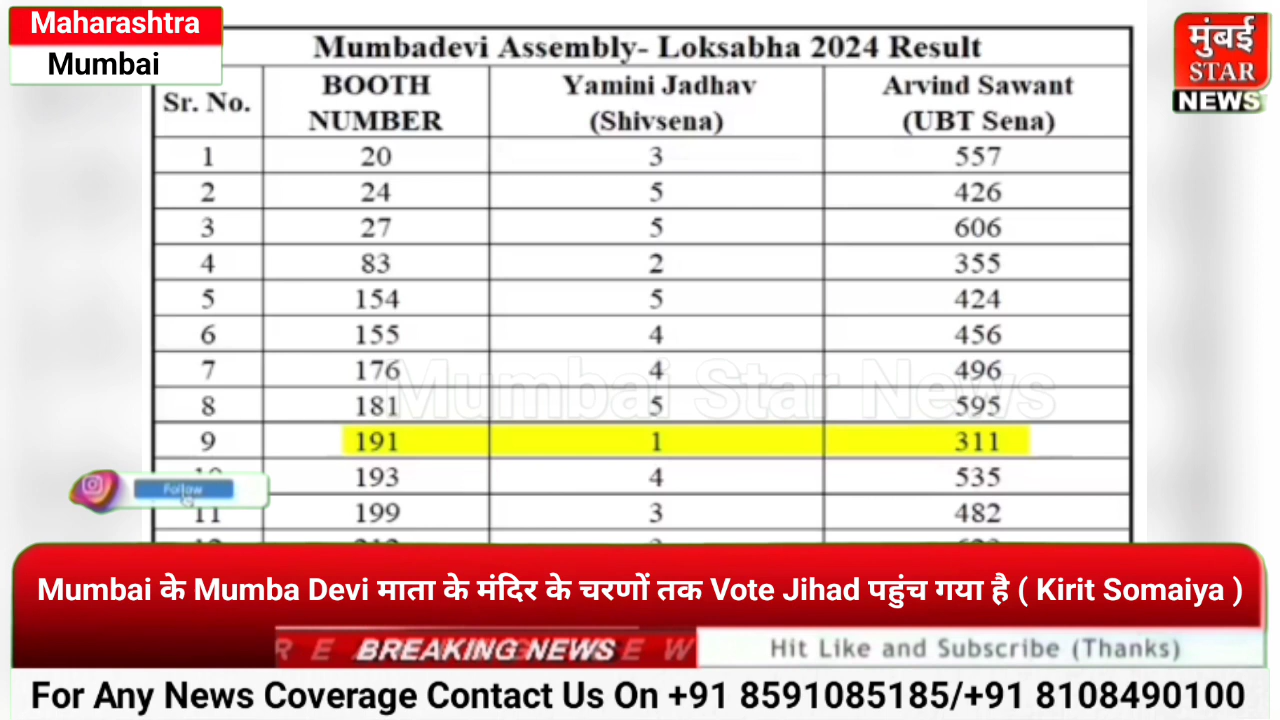 Maharashtra
Mumbai
मुंबई
STAR
NEWS
Mumbadevi Assembly- Loksabha 2024 Result
Sr. No. BOOTH NUMBER Yamini Jadhav (Shivsena) Arvind Sawant (UBT Sena)
1 20 3 557
2 24 5 426
3 27 5 606
4 83 2 355
5 154 5 424
6 155 4 456
7 176 4 496
Mumbai Star News
8 181 5 595
9 191 1 311
193 4 535
Follow
11 199 3 482
Mumbai के Mumba Devi माता के मंदिर के चरणों तक Vote Jihad पहुंच गया है ( Kirit Somaiya )
BREAKING NEWS
Hit Like and Subscribe (Thanks)
For Any News Coverage Contact Us On +91 8591085185/+91 8108490100